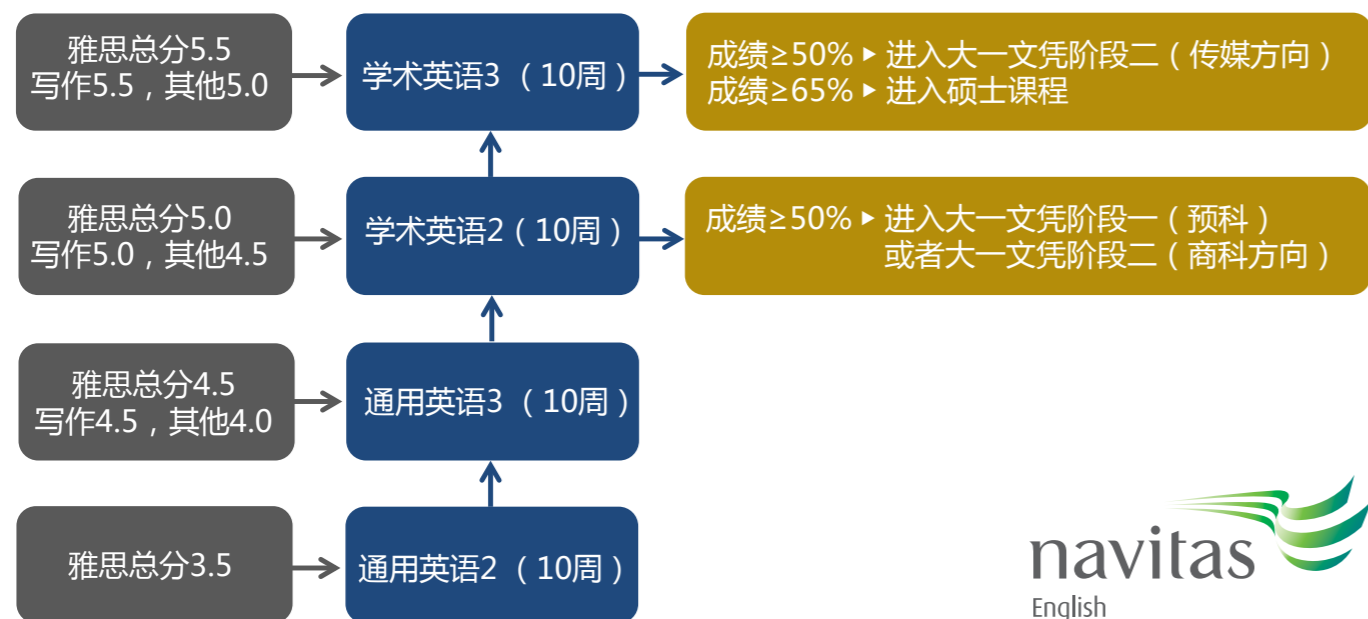 雅思总分5.5
写作5.5，其他5.0
学术英语3 （10周）
成绩≥50% ▶ 进入大一文凭阶段二（传媒方向）
成绩≥65% ▶ 进入硕士课程
雅思总分5.0
写作5.0，其他4.5
学术英语2（10周）
成绩≥50% ▶ 进入大一文凭阶段一（预科）
或者大一文凭阶段二（商科方向）
雅思总分4.5
写作4.5，其他4.0
通用英语3 （10周）
雅思总分3.5
通用英语2 （10周）
navitas
English